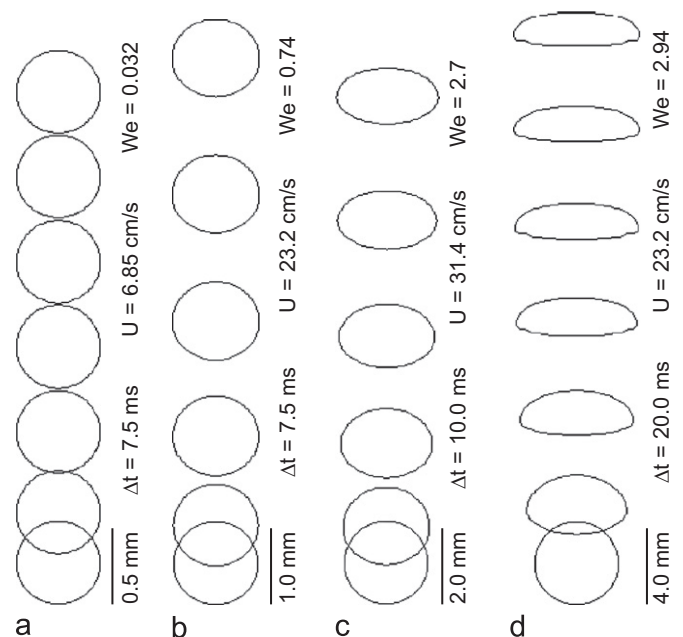 We = 0.032
U = 6.85 cm/s
Δt = 7.5 ms
0.5 mm
a
We = 0.74
U = 23.2 cm/s
Δt = 7.5 ms
1.0 mm
b
We = 2.7
U = 31.4 cm/s
Δt = 10.0 ms
2.0 mm
c
We = 2.94
U = 23.2 cm/s
Δt = 20.0 ms
4.0 mm
d